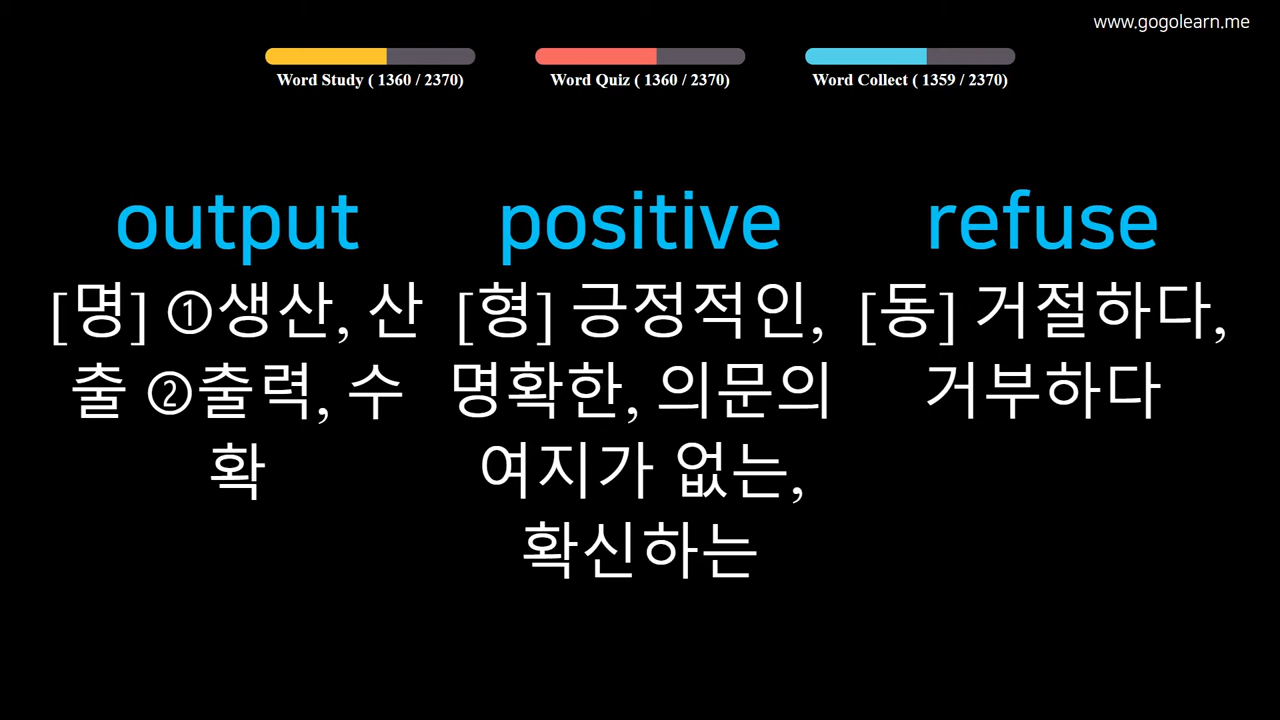 www.gogolearn.me
Word Study ( 1360 / 2370)
Word Quiz ( 1360 / 2370)
Word Collect ( 1359 / 2370)
output
[명] ①생산, 산
출 ②출력, 수
확
positive
[형] 긍정적인,
명확한, 의문의
여지가 없는,
확신하는
refuse
[동] 거절하다,
거부하다